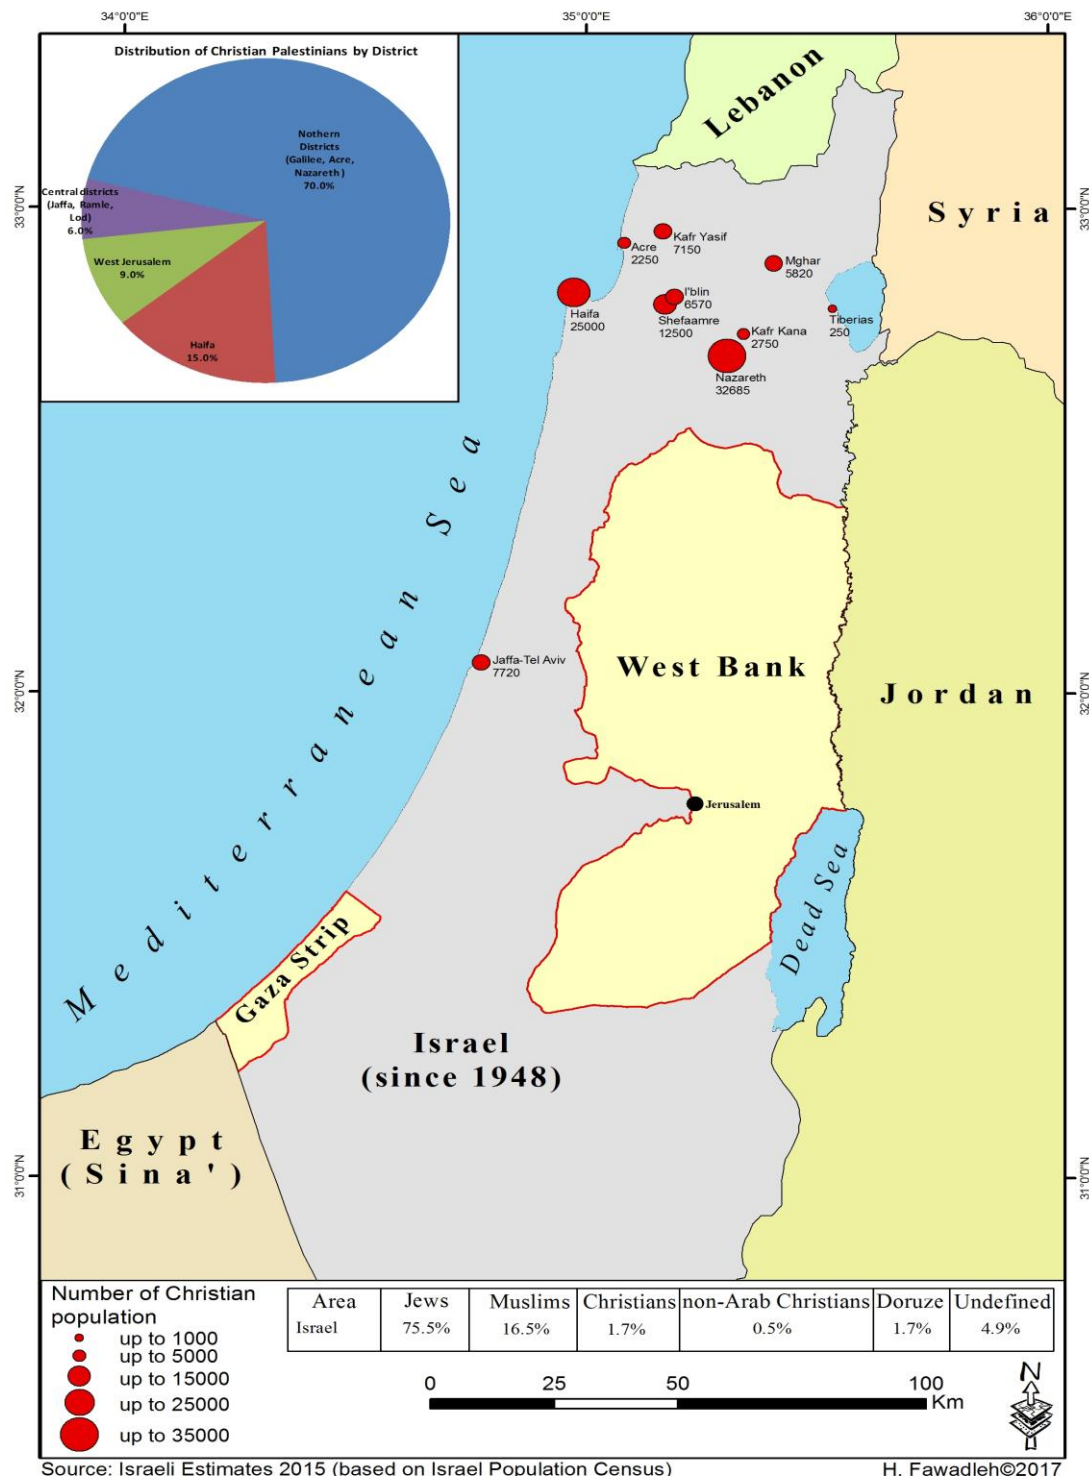 34°0'0"E
35°0'0"E
36°0'0"E
Distribution of Christian Palestinians by District
Nothern
Districts
(Galilee, Acre,
Nazareth )
70.0%
Central districts
(Jaffa, Ramle,
Lod)
6.0%
West Jerusalem
9.0%
Haifa
15.0%
Lebanon
Syria
33°0'0"N
33°0'0"N
Acre
2250
Kafr Yasif
7150
Mghar
5820
I'blin
6570
Haifa
25000
Shefaamre
12500
Kafr Kana
2750
Tiberias
250
Nazareth
32685
Mediterranean Sea
Jaffa-Tel Aviv
7720
West Bank
Jordan
32°0'0"N
32°0'0"N
Jerusalem
Dead Sea
Gaza Strip
Israel
(since 1948)
Egypt
(Sina')
31°0'0"N
31°0'0"N
Number of Christian
population
up to 1000
up to 5000
up to 15000
up to 25000
up to 35000
Area Jews Muslims Christians non-Arab Christians Doruze Undefined
Israel 75.5% 16.5% 1.7% 0.5% 1.7% 4.9%
0 25 50 100
Km
N
Source: Israeli Estimates 2015 (based on Israel Population Census)
H. Fawadleh©2017